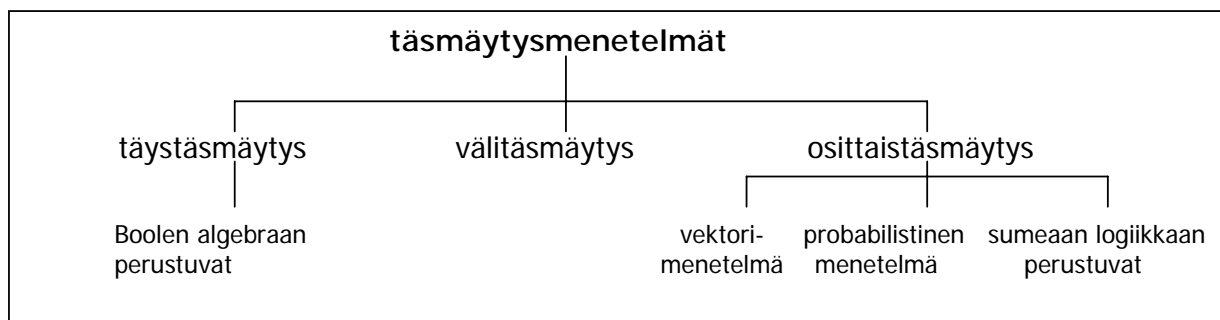 täsmäytysmenetelmät
täystäsmäytys välitäsmäytys osittaistäsmäytys
Boolen algebraan
perustuvat
vektori-
menetelmä
probabilistinen
menetelmä
sumeaan logiikkaan
perustuvat